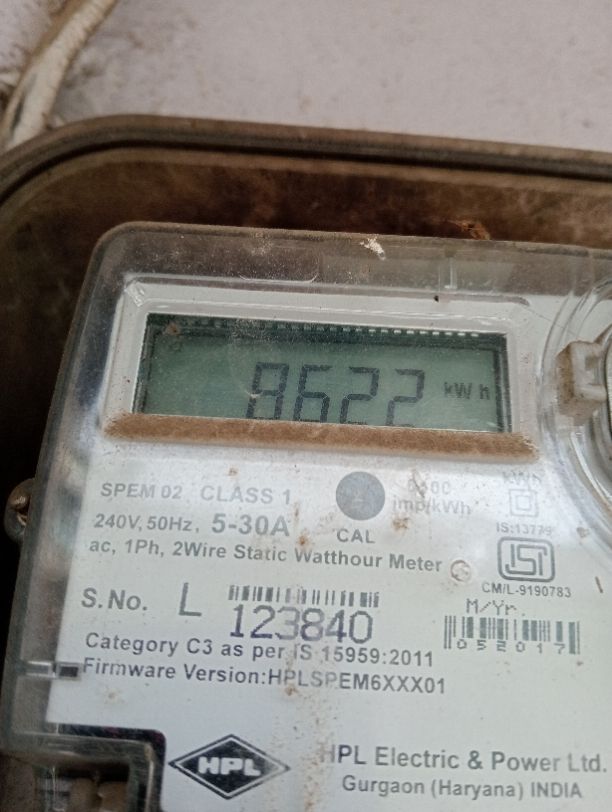 8622 kWh
SPEM 02 CLASS 1
imp/kWh
kWh
240V, 50Hz, 5-30A
CAL
IS:13779
ac, 1Ph, 2Wire Static Watthour Meter
CM/L-9190783
S.No. L 123840
M/Yr.
052017
Category C3 as per IS 15959:2011
Firmware Version:HPLSPEM6XXX01
HPL
HPL Electric & Power Ltd.
Gurgaon (Haryana) INDIA